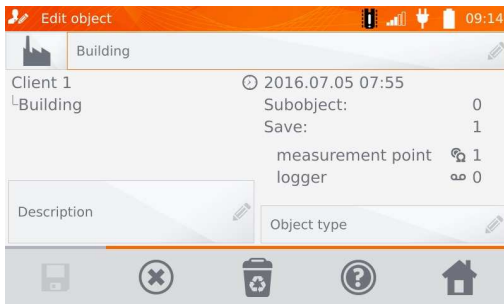 Edit object
09:14
Building
Client 1
Building
2016.07.05 07:55
Subobject: 0
Save: 1
measurement point 1
logger 0
Description
Object type